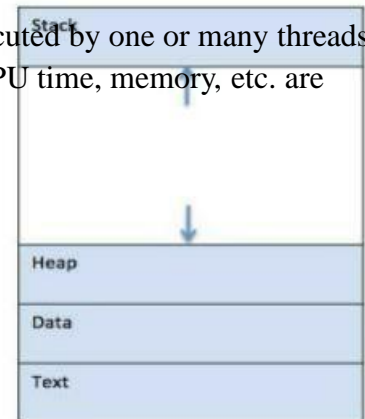 Stack
cuted by one or many threads
PU time, memory, etc. are
Heap
Data
Text